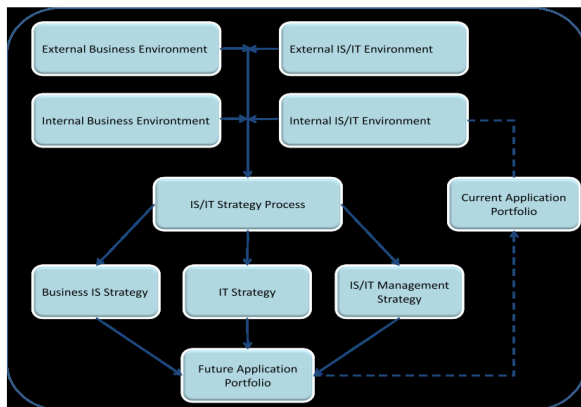 External Business Environment
External IS/IT Environment
Internal Business Environtment
Internal IS/IT Environment
IS/IT Strategy Process
Current Application
Portfolio
Business IS Strategy
IT Strategy
IS/IT Management
Strategy
Future Application
Portfolio